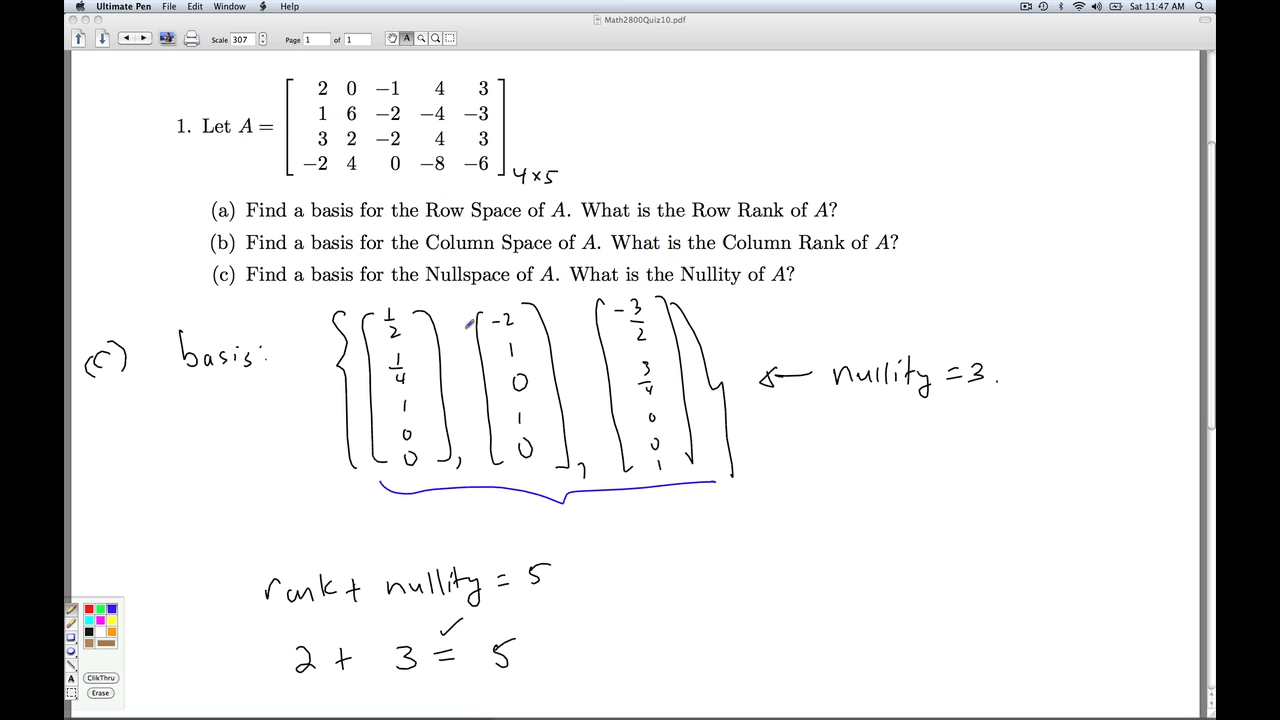 Ultimate Pen File Edit Window Help Sat 11:47 AM
Math2800Quiz10.pdf
Scale 307 Page 1 of 1 A
2 0 −1 4 3
1 6 −2 −4 −3
1. Let A =
3 2 −2 4 3
−2 4 0 −8 −6
4×5
(a) Find a basis for the Row Space of A. What is the Row Rank of A?
(b) Find a basis for the Column Space of A. What is the Column Rank of A?
(c) Find a basis for the Nullspace of A. What is the Nullity of A?
(c) basis: { [1/2 1/4 1 0 0], [-2 1 0 1 0], [-3/2 3/4 0 0 1] } ← nullity = 3.
rank + nullity = 5
2 + 3 = 5
✓
A
ClikThru
Erase